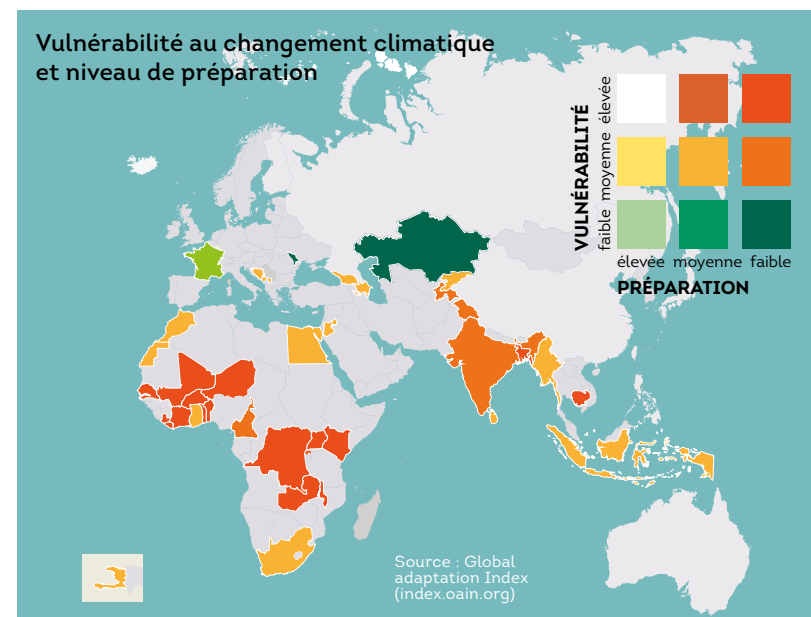 Vulnérabilité au changement climatique
et niveau de préparation
VULNÉRABILITÉ
élevée
moyenne
faible
élevée moyenne faible
PRÉPARATION
Source : Global
adaptation Index
(index.oain.org)